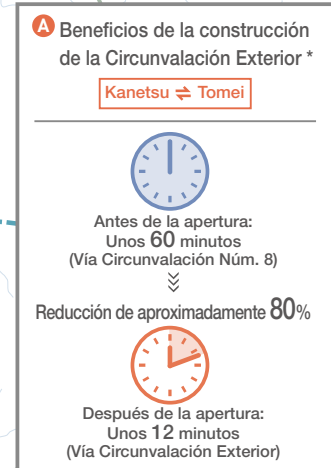 A Beneficios de la construcción
de la Circunvalación Exterior *
Kanetsu ⇌ Tomei
Antes de la apertura:
Unos 60 minutos
(Vía Circunvalación Núm. 8)
Reducción de aproximadamente 80%
Después de la apertura:
Unos 12 minutos
(Vía Circunvalación Exterior)